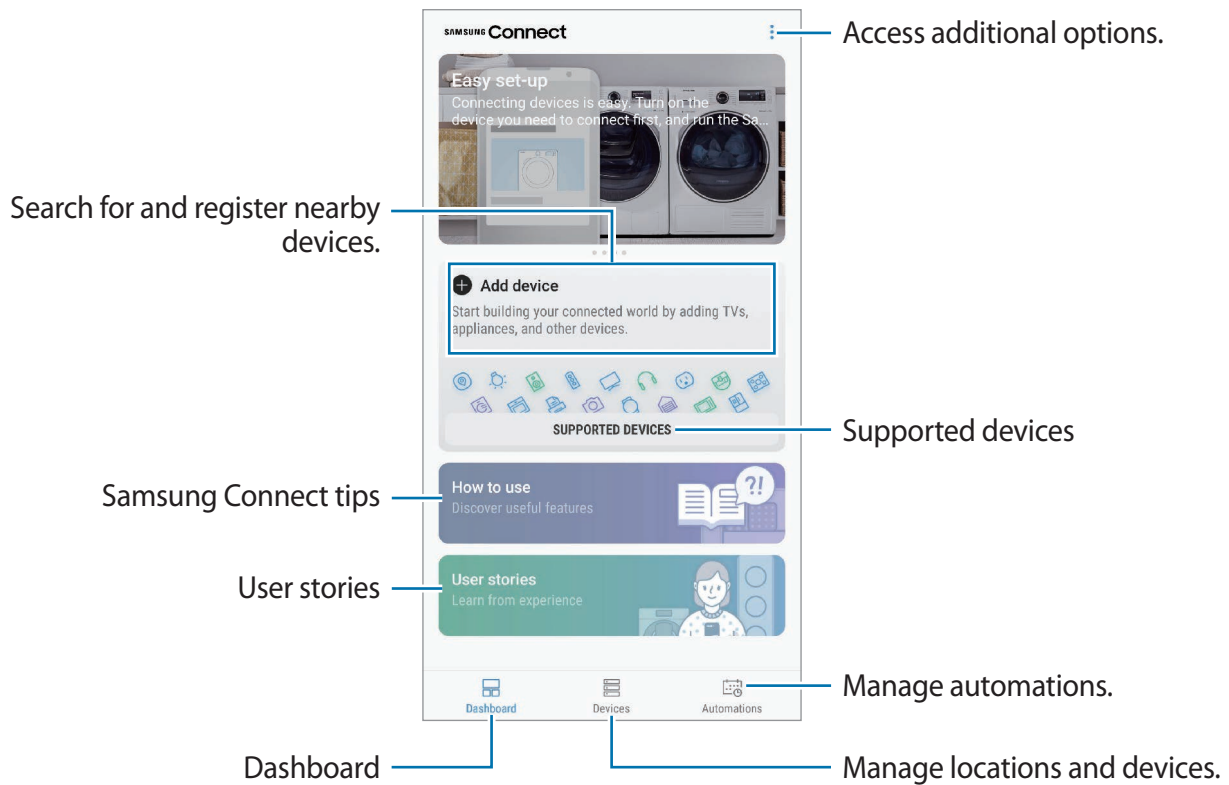 SAMSUNG Connect
Access additional options.
Easy set-up
Connecting devices is easy. Turn on the
device you need to connect first, and run the Sa...
Search for and register nearby
devices.
Add device
Start building your connected world by adding TVs,
appliances, and other devices.
SUPPORTED DEVICES
Supported devices
Samsung Connect tips
How to use
Discover useful features
?!
User stories
User stories
Learn from experience
Manage automations.
Dashboard
Devices
Automations
Dashboard
Manage locations and devices.